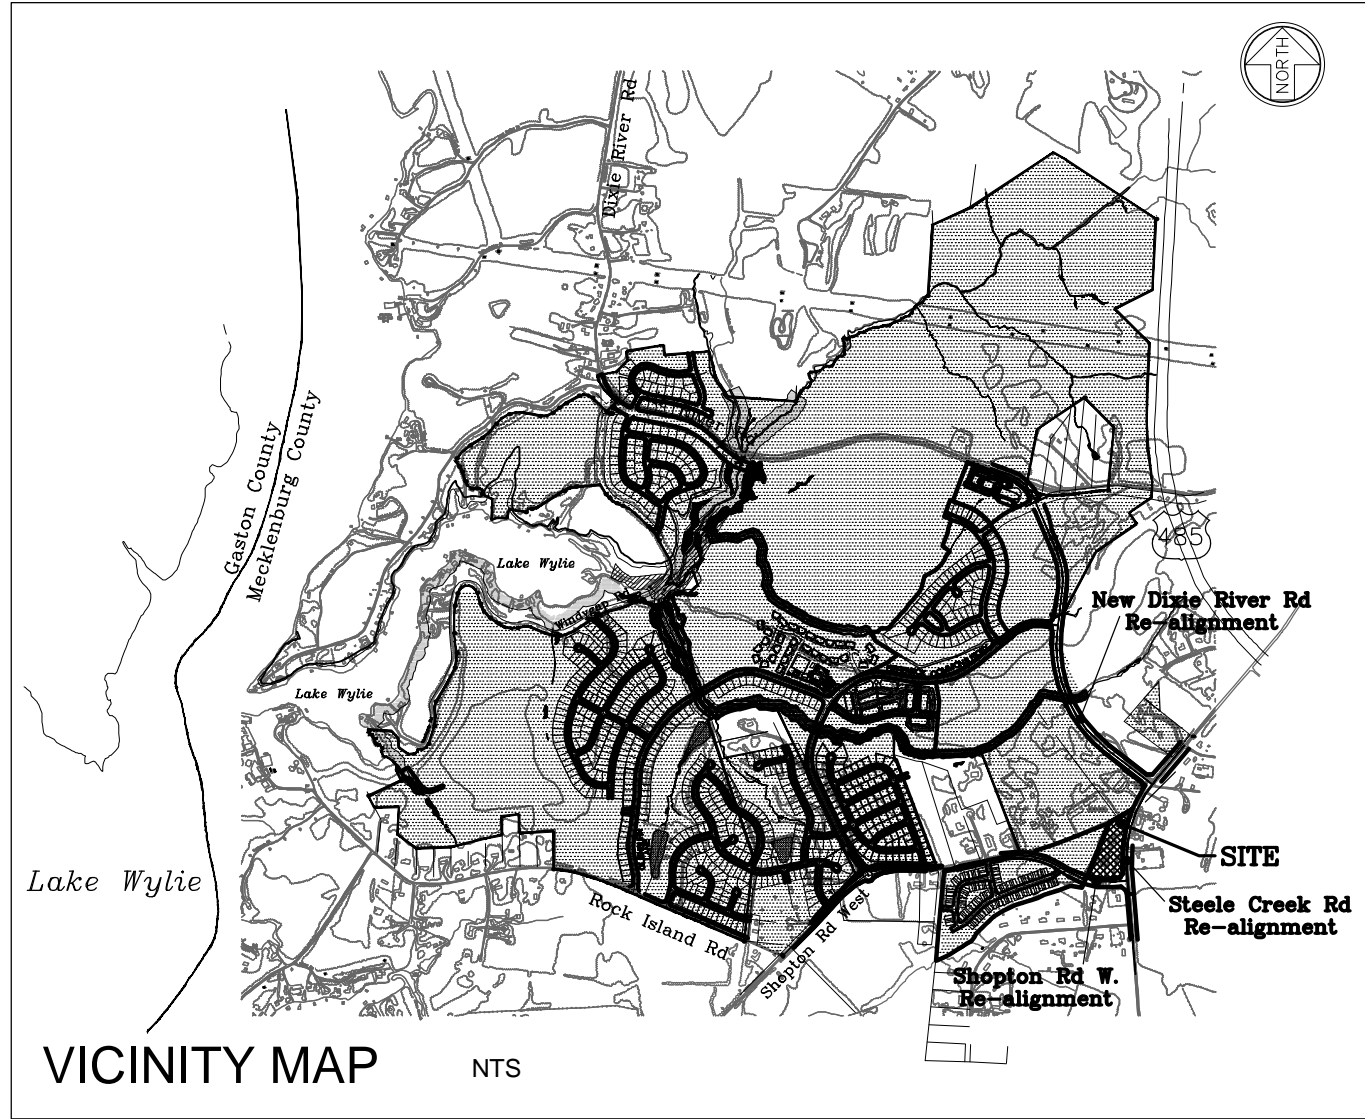 NORTH
Dixie River Rd
Gaston County
Mecklenburg County
485
Lake Wylie
New Dixie River Rd
Re-alignment
Lake Wylie
SITE
Lake Wylie
Rock Island Rd
Shopton Rd West
Steele Creek Rd
Re-alignment
Shopton Rd W.
Re-alignment
VICINITY MAP
NTS